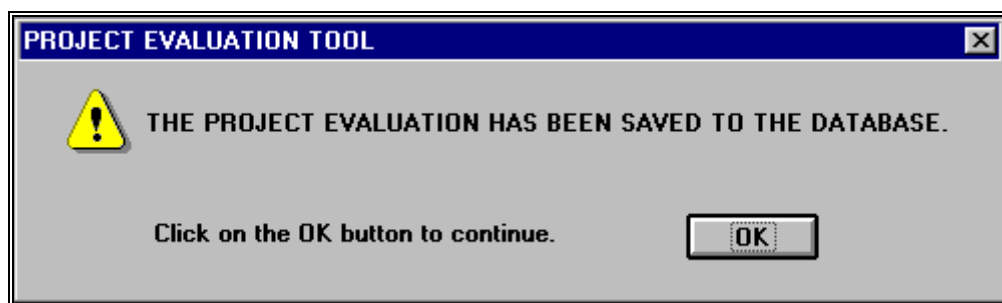 PROJECT EVALUATION TOOL
THE PROJECT EVALUATION HAS BEEN SAVED TO THE DATABASE.
Click on the OK button to continue.
OK